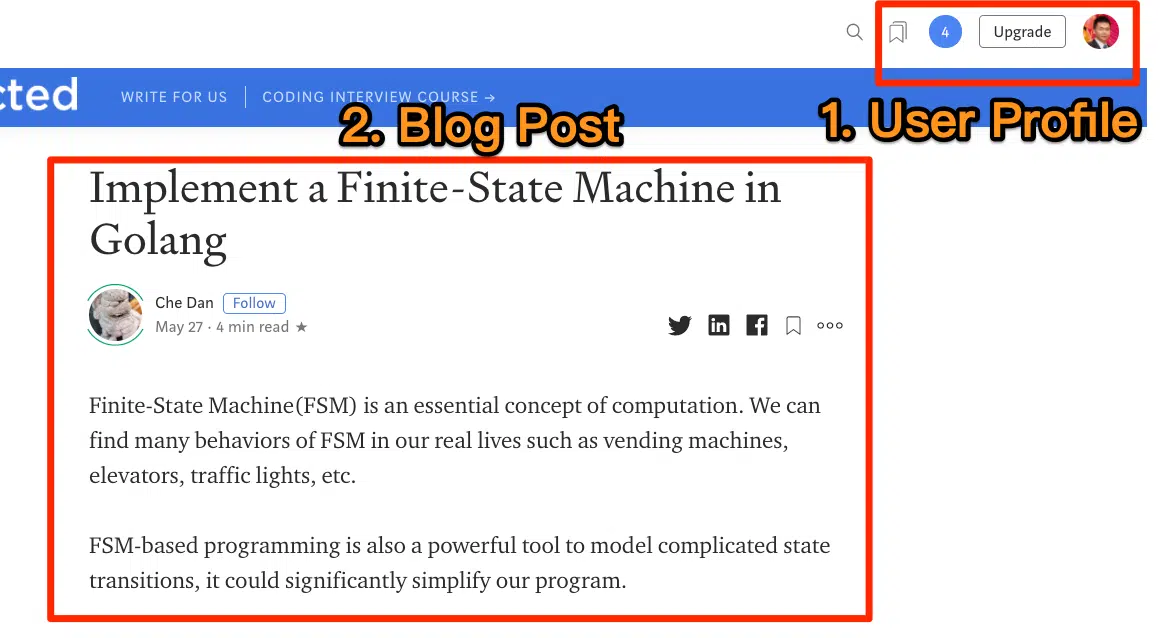 4
Upgrade
cted
WRITE FOR US
CODING INTERVIEW COURSE →
2. Blog Post
1. User Profile
Implement a Finite-State Machine in
Golang
Che Dan
Follow
May 27 · 4 min read ★
Finite-State Machine(FSM) is an essential concept of computation. We can
find many behaviors of FSM in our real lives such as vending machines,
elevators, traffic lights, etc.
FSM-based programming is also a powerful tool to model complicated state
transitions, it could significantly simplify our program.